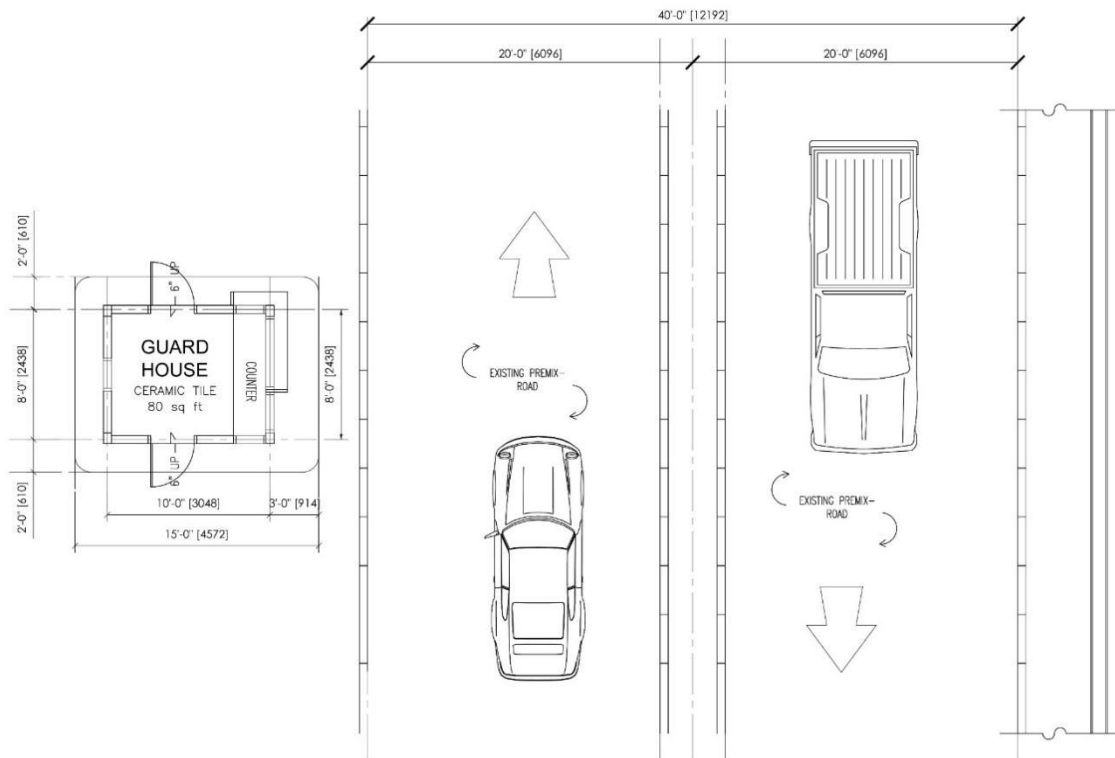 40'-0" [12192]
20'-0" [6096]
20'-0" [6096]
2'-0" [610]
8'-0" [2438]
2'-0" [610]
6" UP
GUARD
HOUSE
CERAMIC TILE
80 sq ft
COUNTER
6" UP
8'-0" [2438]
10'-0" [3048]
3'-0" [914]
15'-0" [4572]
EXISTING PREMIX-
ROAD
EXISTING PREMIX-
ROAD